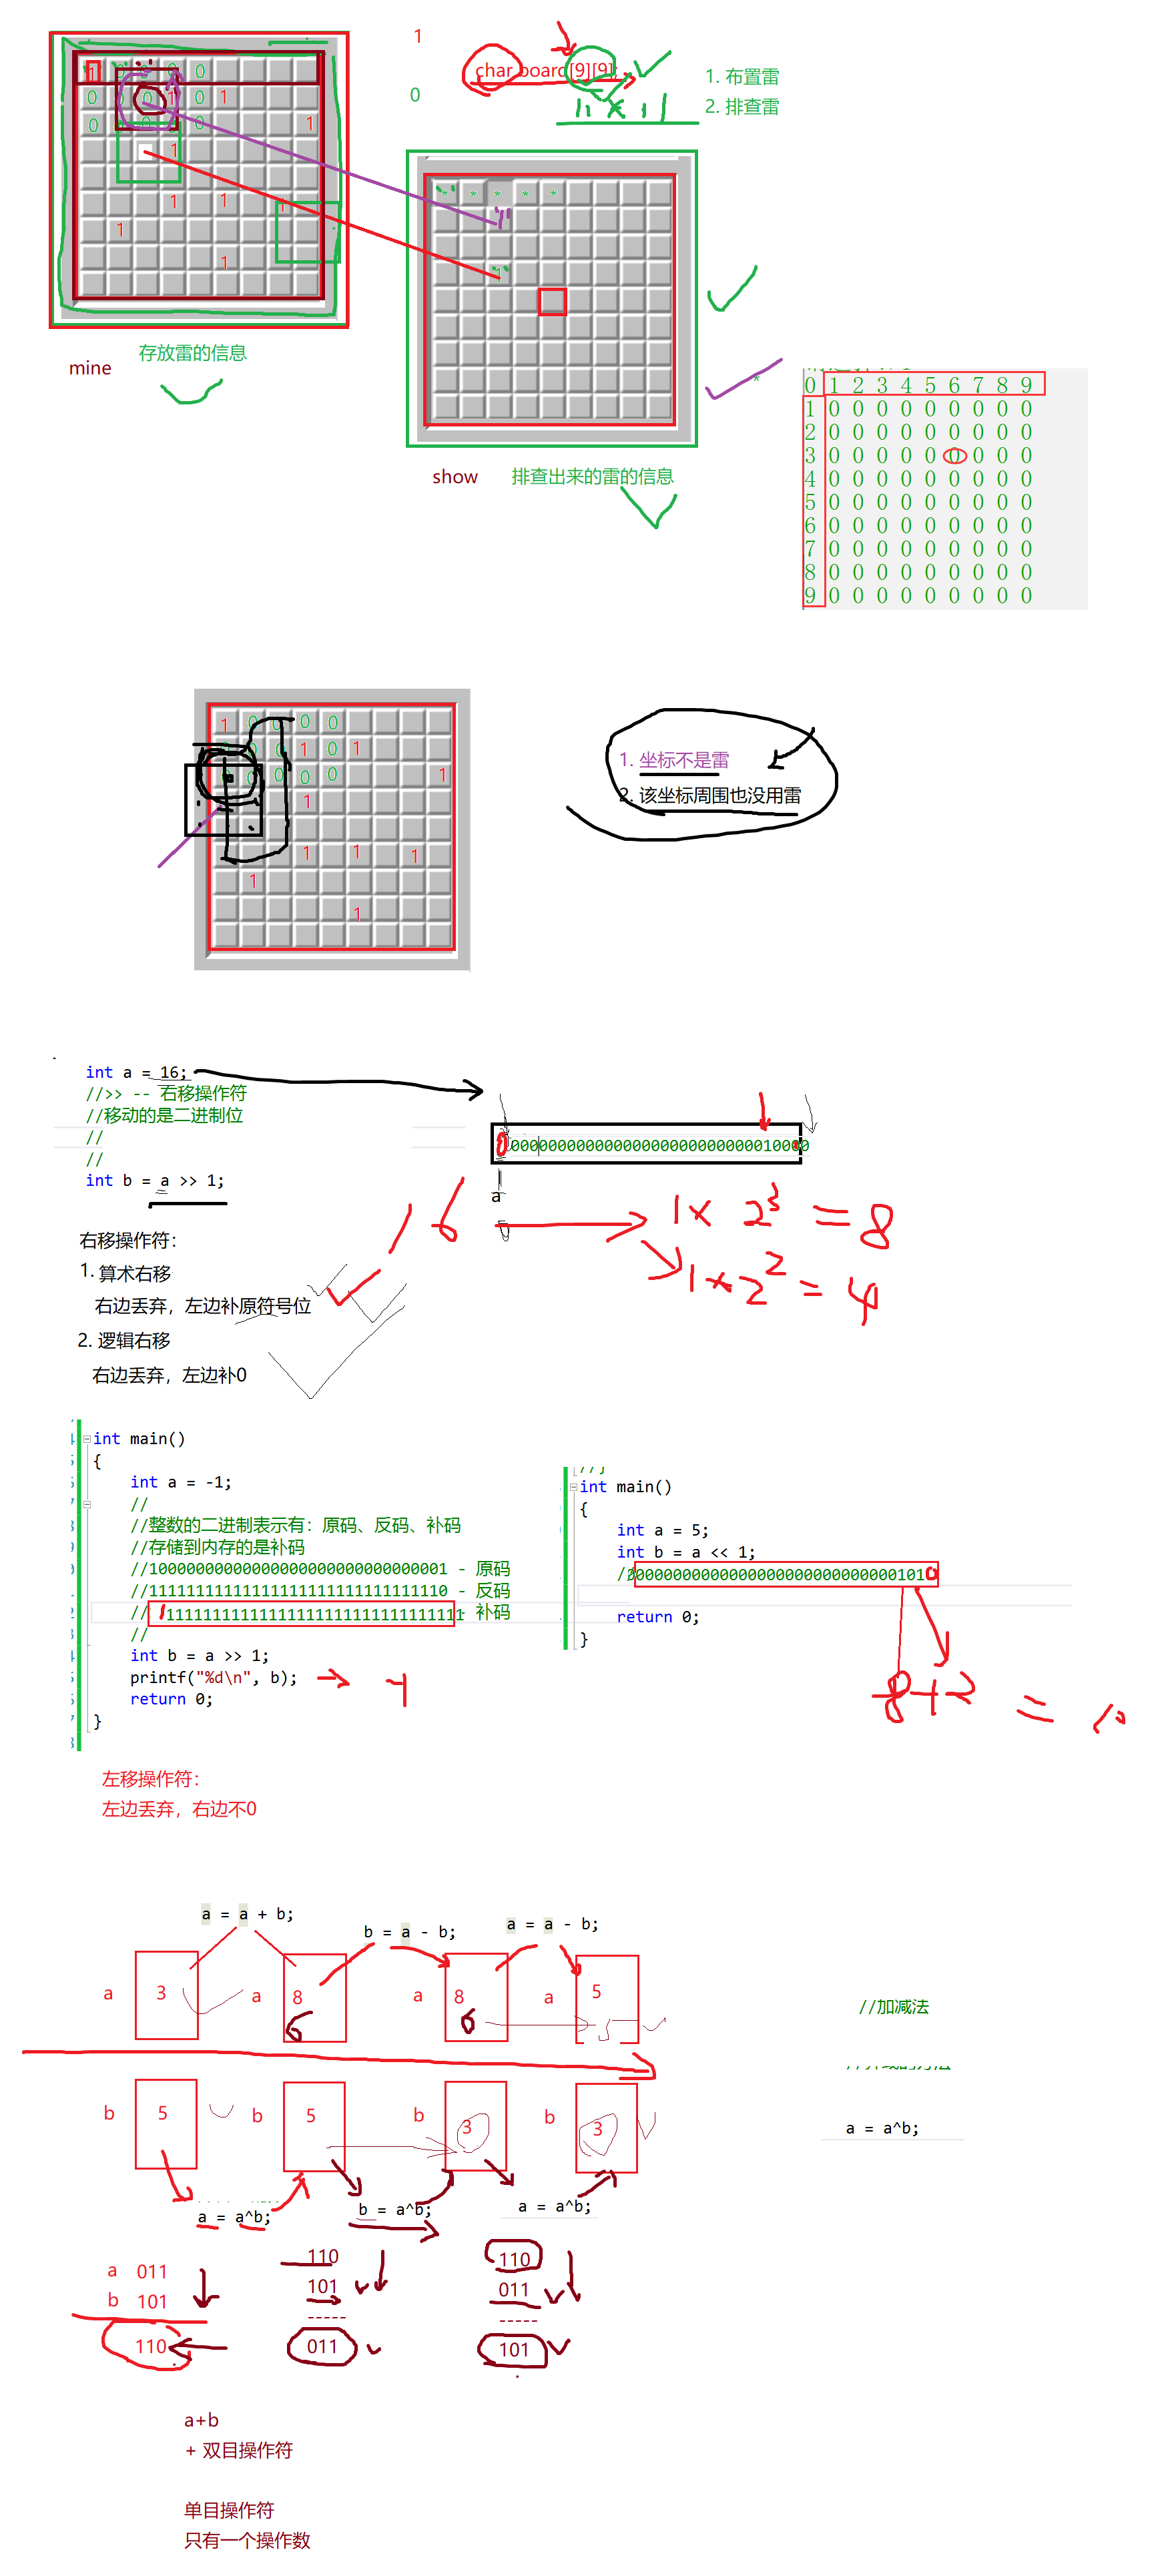 1
char board[9][9];
0
11 x 11
1. 布置雷
2. 排查雷
1 0 0 0 0
0 0 0 1 0 1
0 0 0 1
1
1 1 1
1
1
* * * * *
'1'
'1'
mine
存放雷的信息
*
show
排查出来的雷的信息
0 1 2 3 4 5 6 7 8 9
1 0 0 0 0 0 0 0 0 0
2 0 0 0 0 0 0 0 0 0
3 0 0 0 0 0 0 0 0 0
4 0 0 0 0 0 0 0 0 0
5 0 0 0 0 0 0 0 0 0
6 0 0 0 0 0 0 0 0 0
7 0 0 0 0 0 0 0 0 0
8 0 0 0 0 0 0 0 0 0
9 0 0 0 0 0 0 0 0 0
1 0 0 0 0
0 0 0 1 0 1
0 0 0 0 0 1
1
1 1 1
1
1
1. 坐标不是雷
2. 该坐标周围也没用雷
int a = 16;
//>> -- 右移操作符
//移动的是二进制位
//
//
int b = a >> 1;
00000000000000000000000000010000
a
16
1 x 2³ = 8
1 x 2² = 4
右移操作符：
1. 算术右移
右边丢弃，左边补原符号位
2. 逻辑右移
右边丢弃，左边补0
int main()
{
int a = -1;
//
//整数的二进制表示有：原码、反码、补码
//存储到内存的是补码
//10000000000000000000000000000001 - 原码
//11111111111111111111111111111110 - 反码
//111111111111111111111111111111111 - 补码
//
int b = a >> 1;
printf("%d\n", b);
return 0;
}
-1
int main()
{
int a = 5;
int b = a << 1;
//000000000000000000000000000001010
return 0;
}
8+2 = 10
左移操作符：
左边丢弃，右边不0
a = a + b;
b = a - b;
a = a - b;
a 3 a 8 a 8 a 5
6 6 5
//加减法
b 5 b 5 b 3 b 3
a = a^b;
a = a^b;
b = a^b;
a = a^b;
a 011
b 101
110
110
101
-----
011
110
011
-----
101
a+b
+ 双目操作符
单目操作符
只有一个操作数